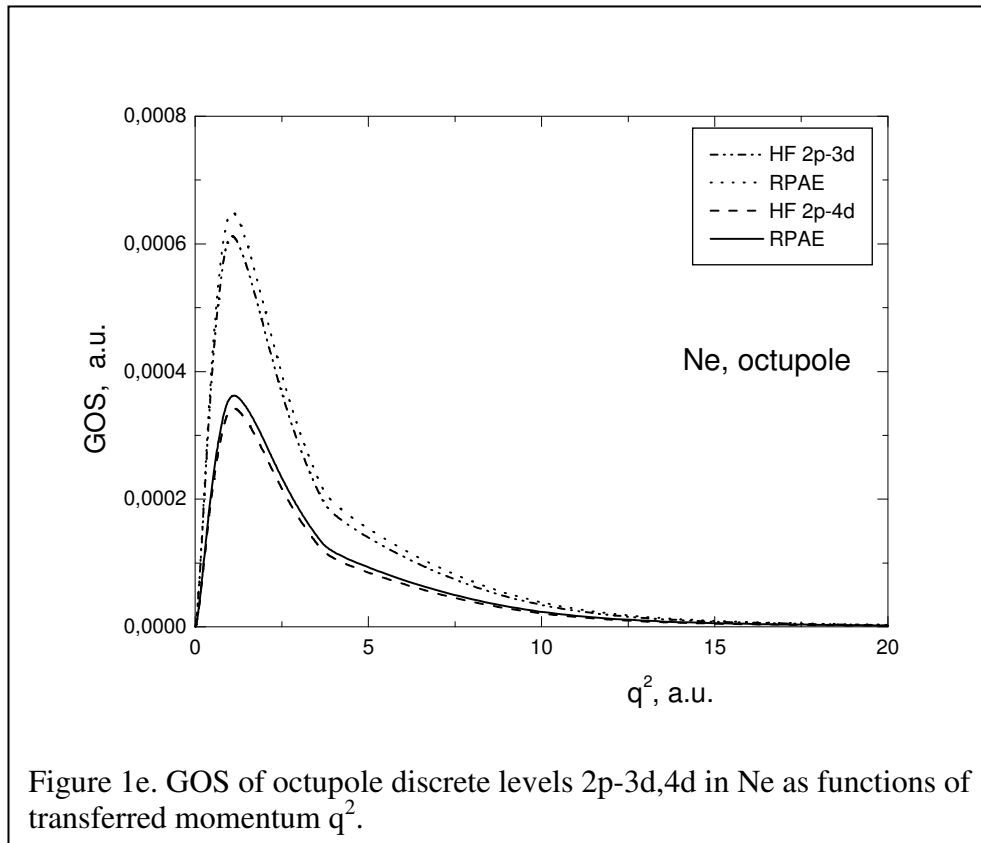 0,0008
0,0006
0,0004
0,0002
0,0000
GOS, a.u.
HF 2p-3d
RPAE
HF 2p-4d
RPAE
Ne, octupole
0 5 10 15 20
q², a.u.
Figure 1e. GOS of octupole discrete levels 2p-3d,4d in Ne as functions of
transferred momentum q².